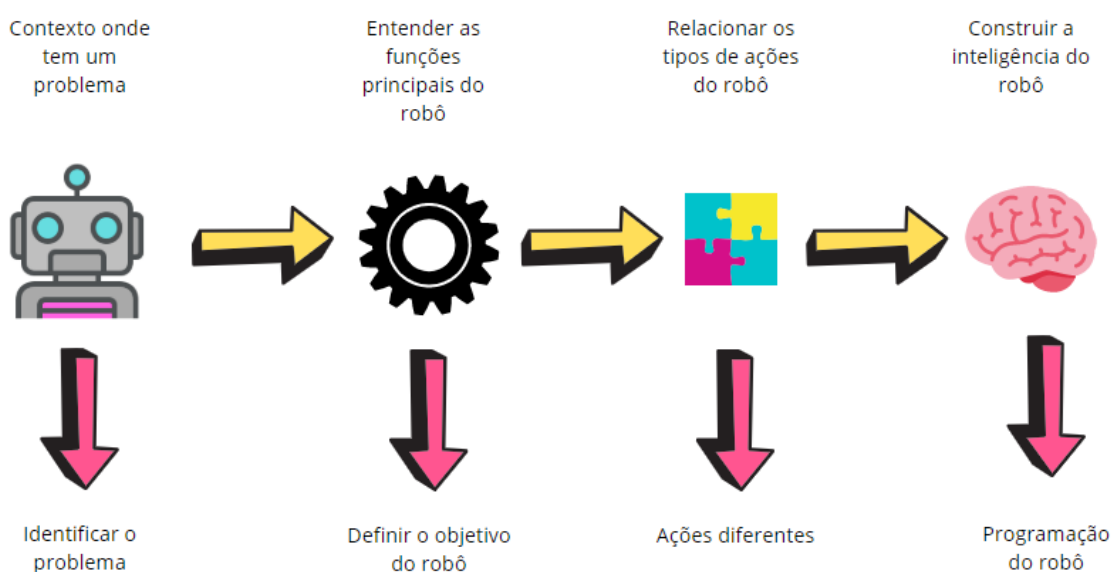 Contexto onde
tem um
problema
Entender as
funções
principais do
robô
Relacionar os
tipos de ações
do robô
Construir a
inteligência do
robô
Identificar o
problema
Definir o objetivo
do robô
Ações diferentes
Programação
do robô